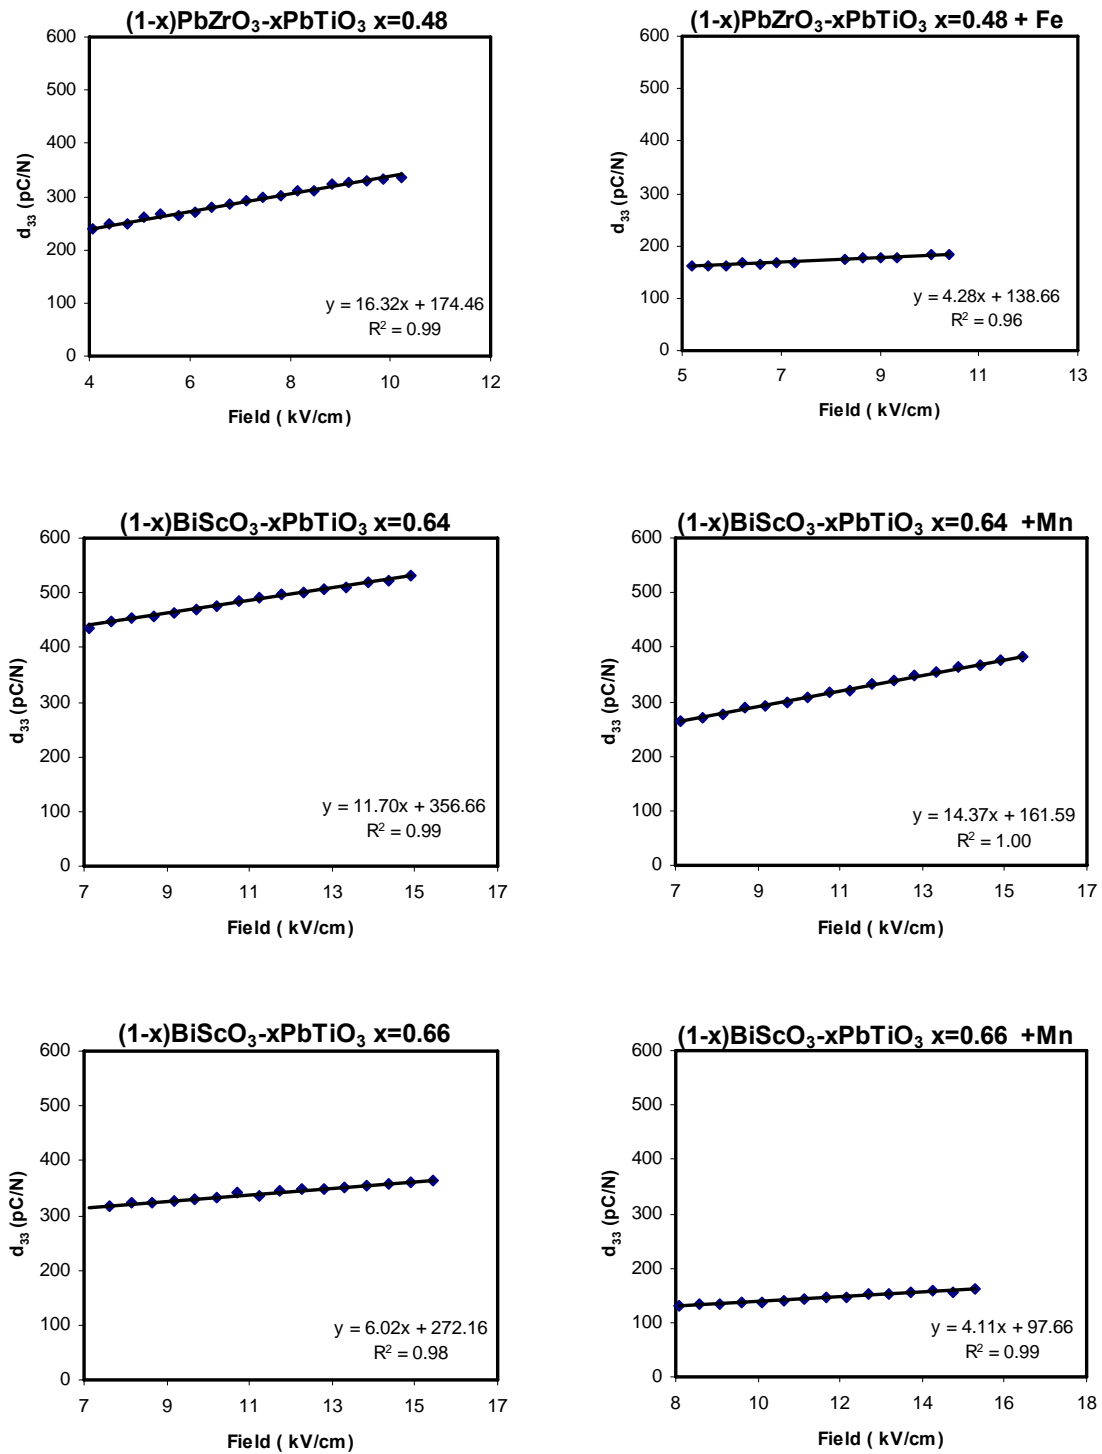 (1-x)PbZrO₃-xPbTiO₃ x=0.48
600
500
400
300
200
100
0
d₃₃ (pC/N)
y = 16.32x + 174.46
R² = 0.99
4 6 8 10 12
Field ( kV/cm)
(1-x)PbZrO₃-xPbTiO₃ x=0.48 + Fe
600
500
400
300
200
100
0
d₃₃ (pC/N)
y = 4.28x + 138.66
R² = 0.96
5 7 9 11 13
Field ( kV/cm)
(1-x)BiScO₃-xPbTiO₃ x=0.64
600
500
400
300
200
100
0
d₃₃ (pC/N)
y = 11.70x + 356.66
R² = 0.99
7 9 11 13 15 17
Field ( kV/cm)
(1-x)BiScO₃-xPbTiO₃ x=0.64 +Mn
600
500
400
300
200
100
0
d₃₃ (pC/N)
y = 14.37x + 161.59
R² = 1.00
7 9 11 13 15 17
Field ( kV/cm)
(1-x)BiScO₃-xPbTiO₃ x=0.66
600
500
400
300
200
100
0
d₃₃ (pC/N)
y = 6.02x + 272.16
R² = 0.98
7 9 11 13 15 17
Field ( kV/cm)
(1-x)BiScO₃-xPbTiO₃ x=0.66 +Mn
600
500
400
300
200
100
0
d₃₃ (pC/N)
y = 4.11x + 97.66
R² = 0.99
8 10 12 14 16 18
Field ( kV/cm)